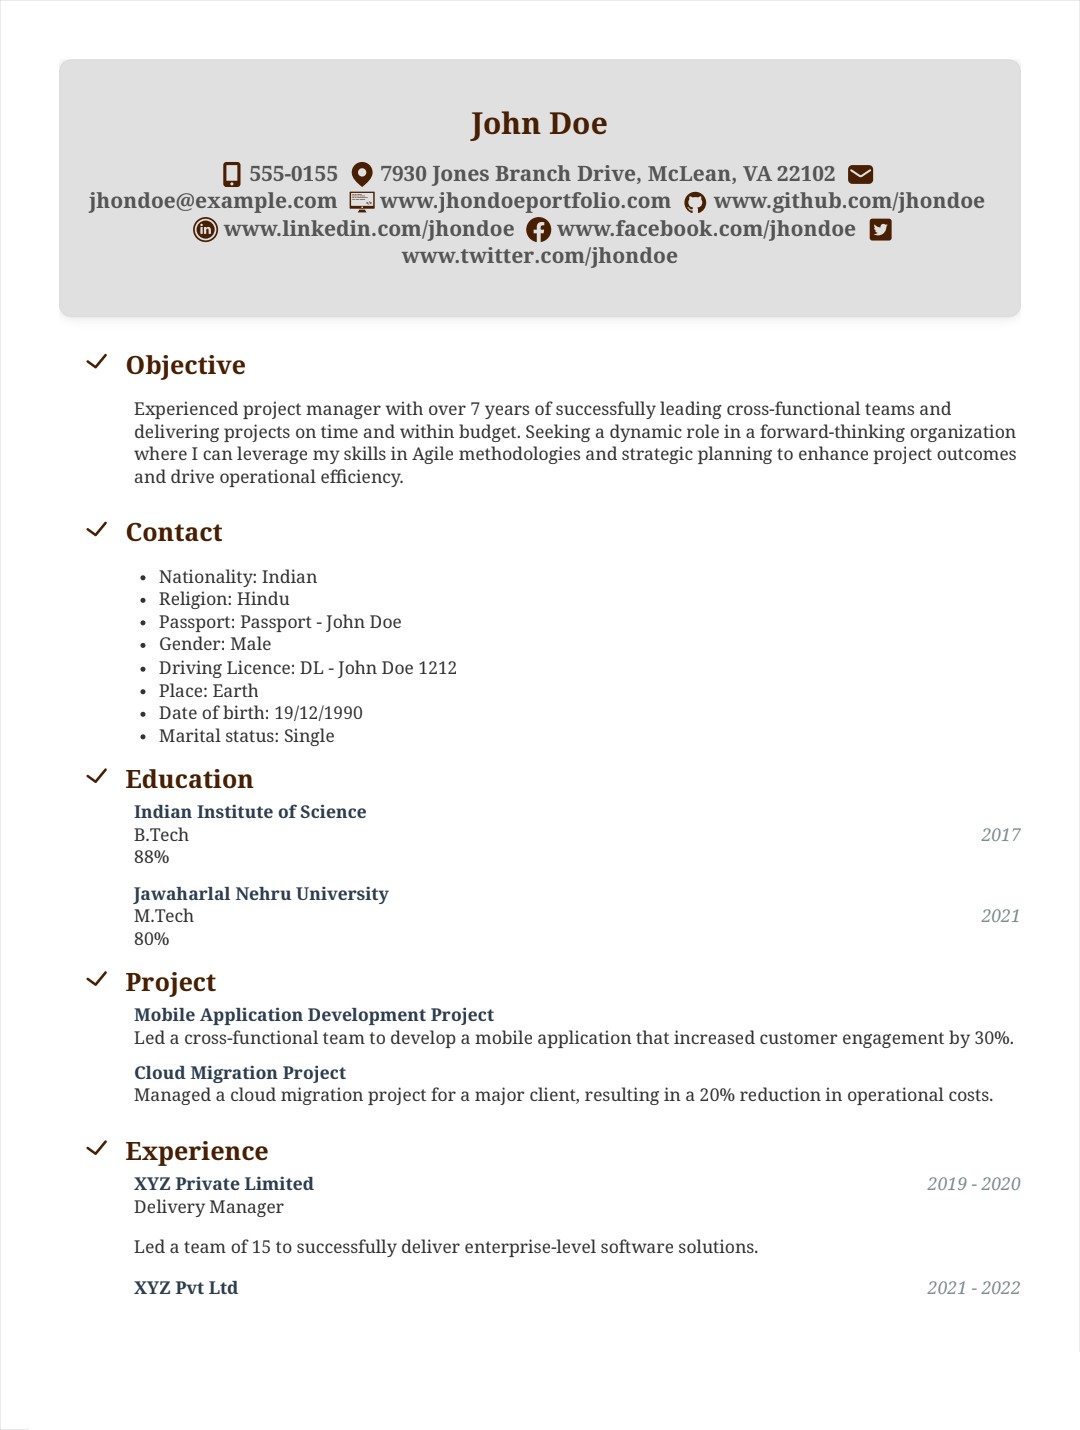 John Doe
555-0155 7930 Jones Branch Drive, McLean, VA 22102
jhondoe@example.com www.jhondoeportfolio.com www.github.com/jhondoe
www.linkedin.com/jhondoe www.facebook.com/jhondoe
www.twitter.com/jhondoe
Objective
Experienced project manager with over 7 years of successfully leading cross-functional teams and
delivering projects on time and within budget. Seeking a dynamic role in a forward-thinking organization
where I can leverage my skills in Agile methodologies and strategic planning to enhance project outcomes
and drive operational efficiency.
Contact
• Nationality: Indian
• Religion: Hindu
• Passport: Passport - John Doe
• Gender: Male
• Driving Licence: DL - John Doe 1212
• Place: Earth
• Date of birth: 19/12/1990
• Marital status: Single
Education
Indian Institute of Science
B.Tech 2017
88%
Jawaharlal Nehru University
M.Tech 2021
80%
Project
Mobile Application Development Project
Led a cross-functional team to develop a mobile application that increased customer engagement by 30%.
Cloud Migration Project
Managed a cloud migration project for a major client, resulting in a 20% reduction in operational costs.
Experience
XYZ Private Limited 2019 - 2020
Delivery Manager
Led a team of 15 to successfully deliver enterprise-level software solutions.
XYZ Pvt Ltd 2021 - 2022